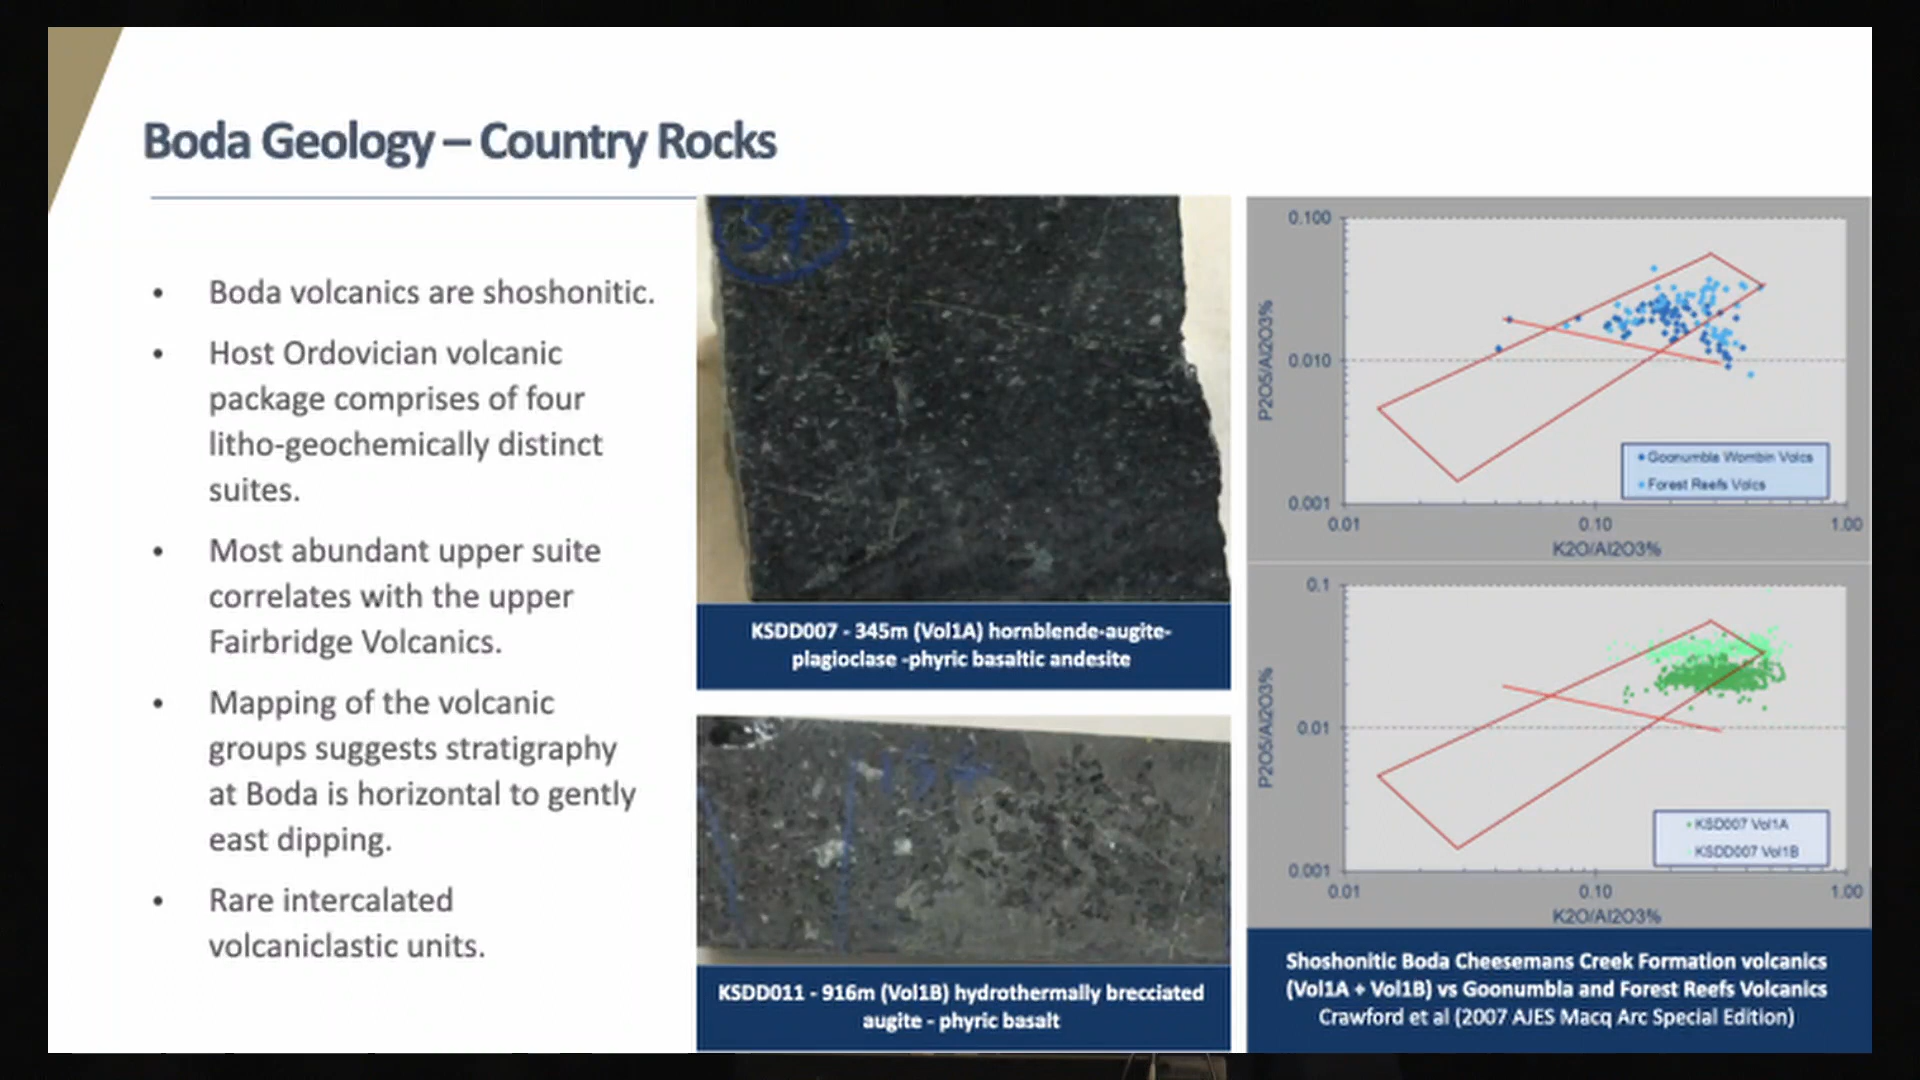 Boda Geology – Country Rocks
• Boda volcanics are shoshonitic.
• Host Ordovician volcanic
package comprises of four
litho-geochemically distinct
suites.
• Most abundant upper suite
correlates with the upper
Fairbridge Volcanics.
• Mapping of the volcanic
groups suggests stratigraphy
at Boda is horizontal to gently
east dipping.
• Rare intercalated
volcaniclastic units.
37
KSDD007 - 345m (Vol1A) hornblende-augite-
plagioclase -phyric basaltic andesite
KSDD011 - 916m (Vol1B) hydrothermally brecciated
augite - phyric basalt
0.100
0.010
0.001
P2O5/Al2O3%
Goonumbla Wombin Volcs
Forest Reefs Volcs
0.01 0.10 1.00
K2O/Al2O3%
0.1
0.01
0.001
P2O5/Al2O3%
KSD007 Vol1A
KSDD007 Vol1B
0.01 0.10 1.00
K2O/Al2O3%
Shoshonitic Boda Cheesemans Creek Formation volcanics
(Vol1A + Vol1B) vs Goonumbla and Forest Reefs Volcanics
Crawford et al (2007 AJES Macq Arc Special Edition)